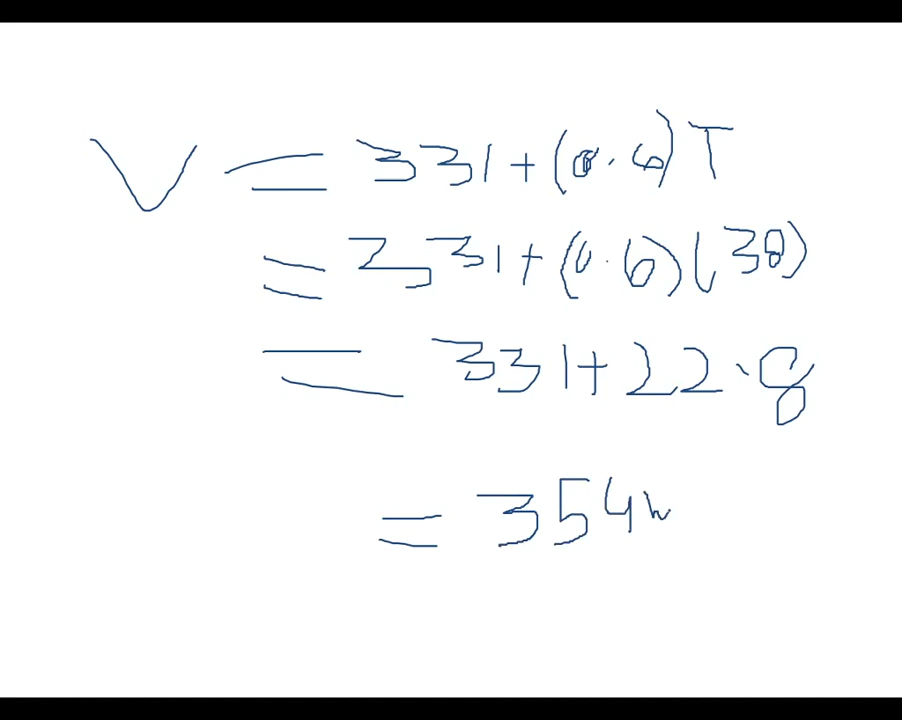 V = 331 + (0.6) T
= 331 + (0.6) (38)
= 331 + 22.8
= 354